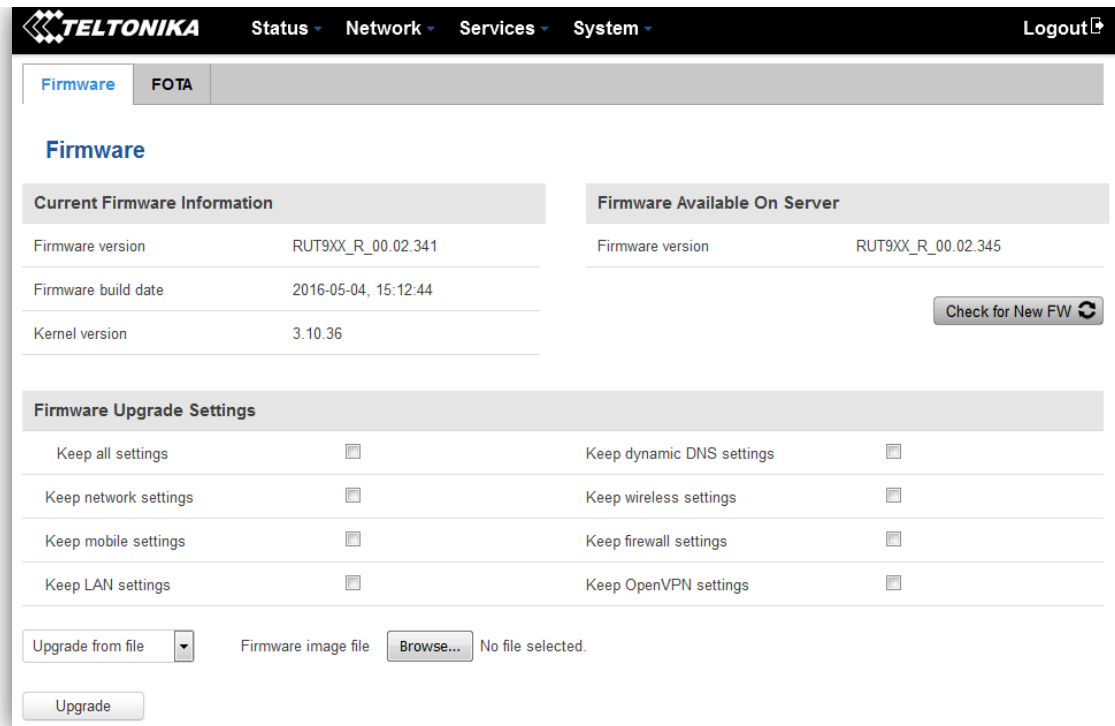 TELTONIKA Status Network Services System Logout
Firmware FOTA
Firmware
Current Firmware Information
Firmware version RUT9XX_R_00.02.341
Firmware build date 2016-05-04, 15:12:44
Kernel version 3.10.36
Firmware Available On Server
Firmware version RUT9XX_R_00.02.345
Check for New FW
Firmware Upgrade Settings
Keep all settings Keep dynamic DNS settings
Keep network settings Keep wireless settings
Keep mobile settings Keep firewall settings
Keep LAN settings Keep OpenVPN settings
Upgrade from file Firmware image file Browse... No file selected.
Upgrade